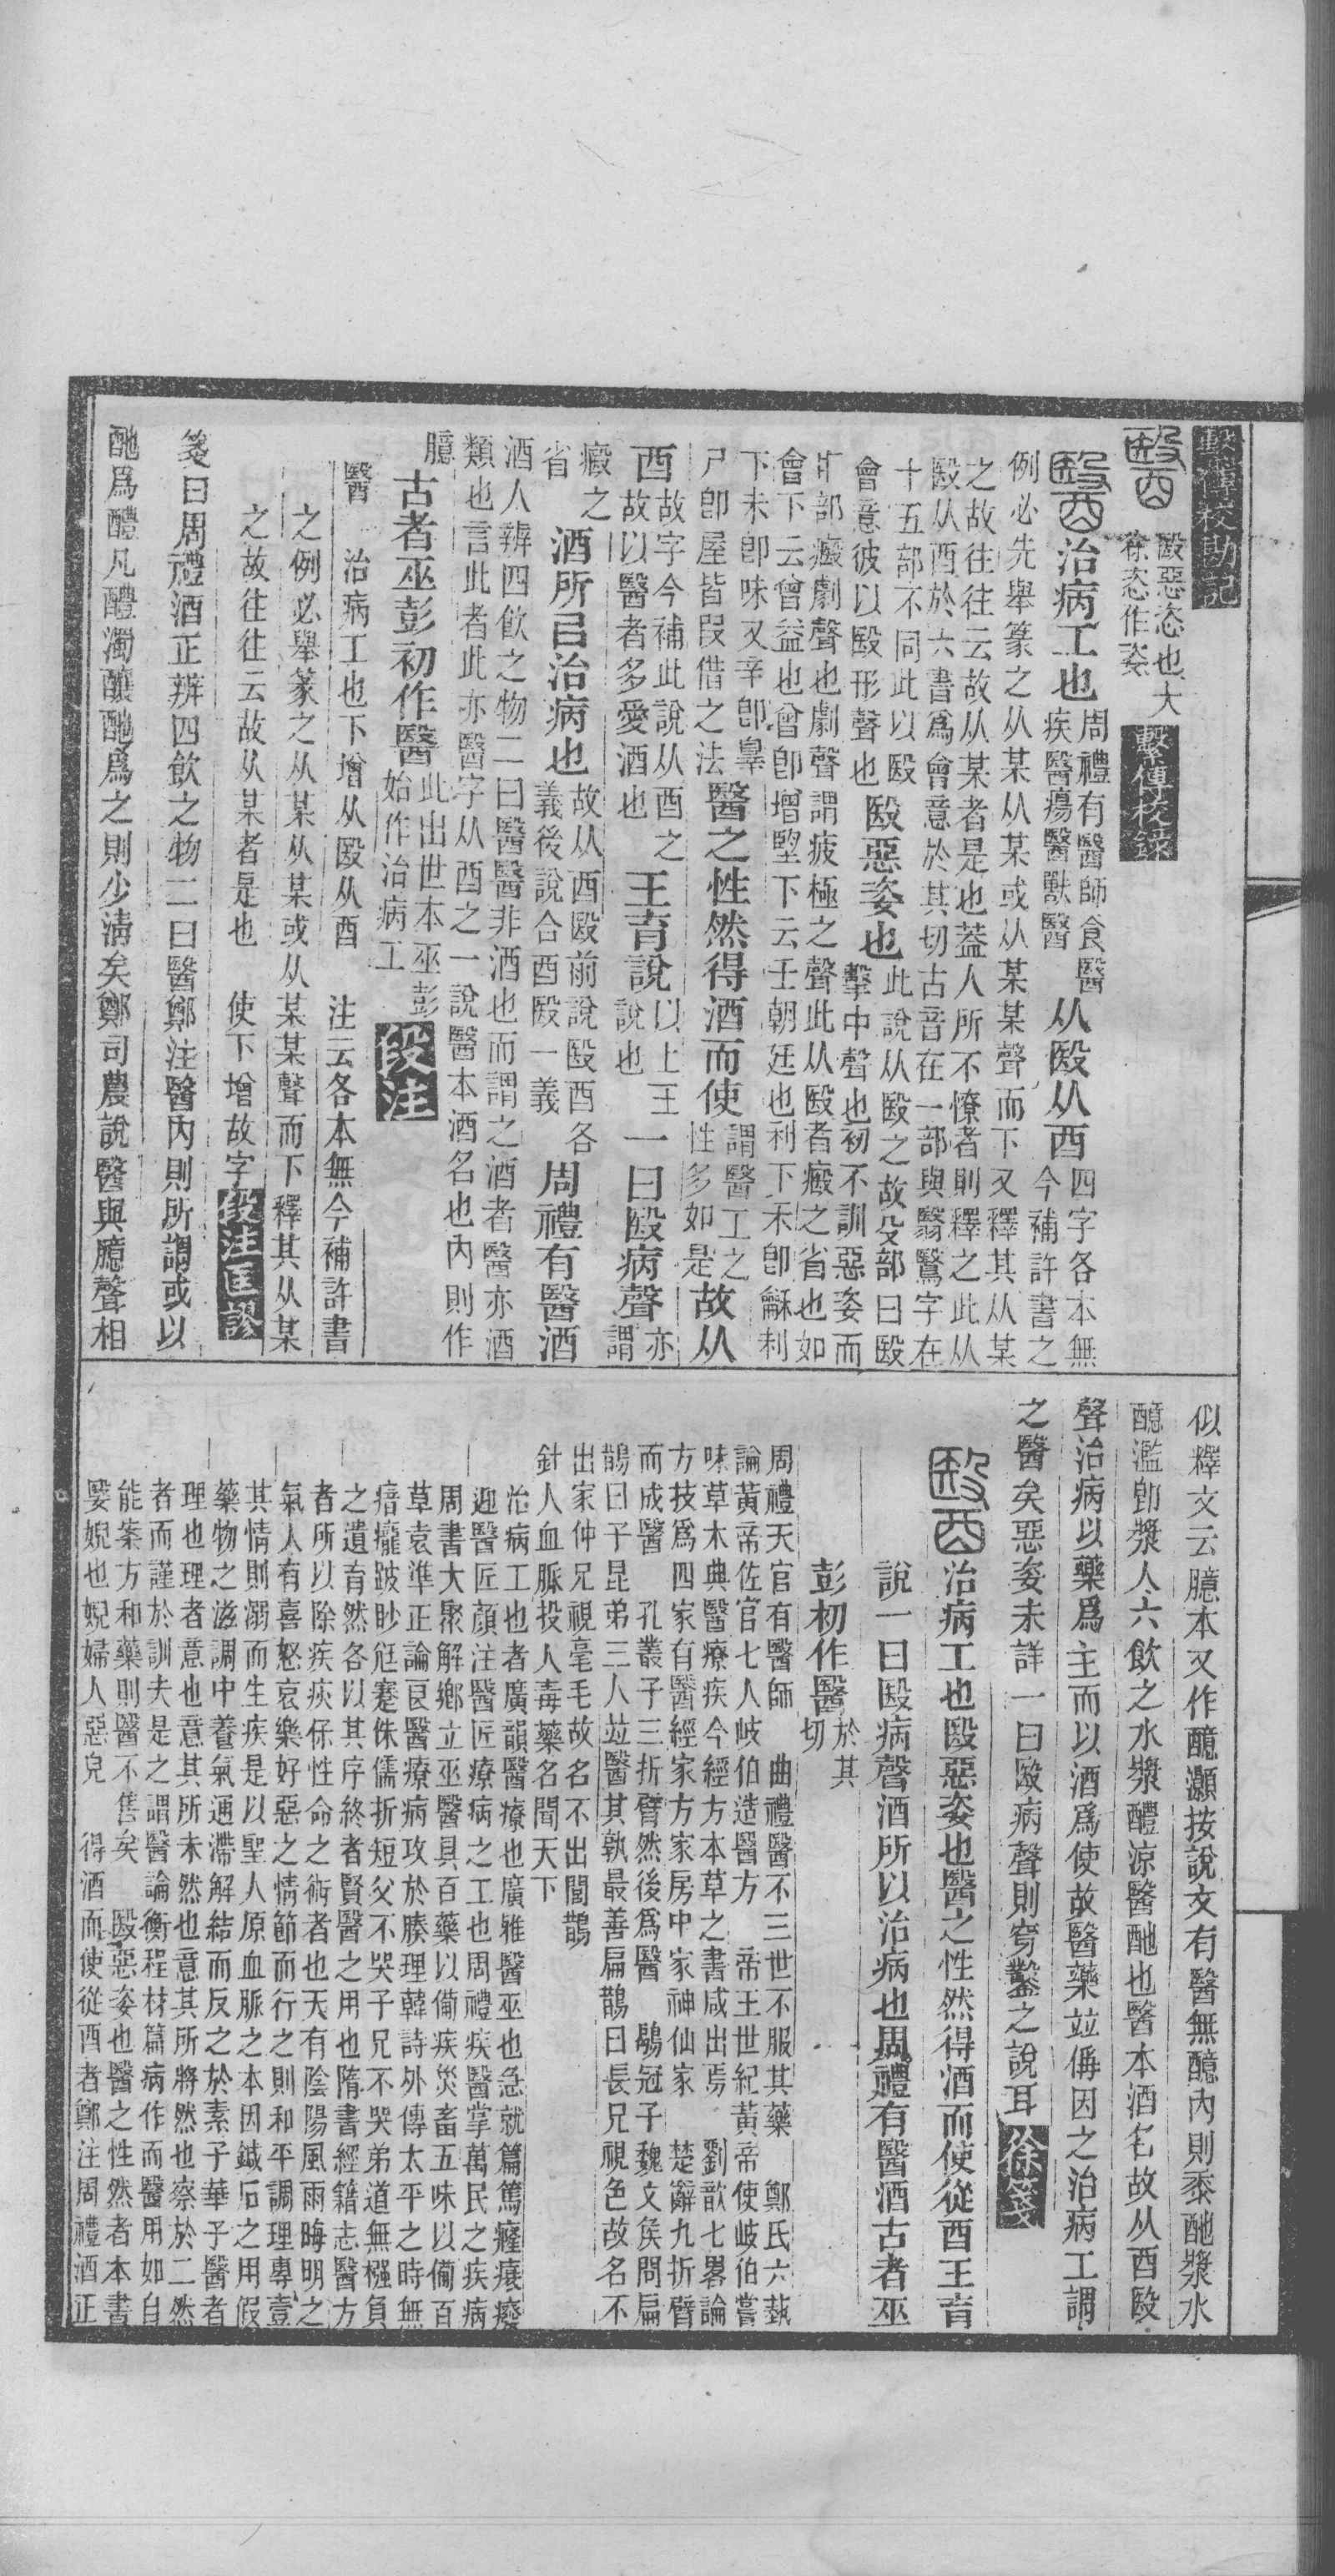 繫傳校勘記
醫 殹惡恣也大
徐恣作姿
繫傳校錄
醫 治病工也
周禮有醫師食醫
疾醫瘍醫獸醫
从殹从酉
四字各本無
今補許書之
例必先舉篆之从某从某或从某某聲而下又釋其从某
之故往往云故从某者是也葢人所不憭者則釋之此从
殹从酉於六書爲會意於其切古音在一部與翳鷖字在
十五部不同此以殹
會意彼以殹形聲也
殹惡姿也
此說从殹之故殳部曰殹
擊中聲也初不訓惡姿而
疒部癜劇聲也劇聲謂疲極之聲此从殹者癜之省也如
會下云曾益也曾卽增朢下云壬朝廷也利下禾卽龢利
下未卽味又辛卽辠
尸卽屋皆叚借之法
醫之性然得酒而使
謂醫工之
性多如是
故从
酉
故字今補此說从酉之
故以醫者多愛酒也
王育說
以上王
說也
一曰殹病聲
亦
謂
癜之
省
酒所㠯治病也
故从酉殹前說殹酉各
義後說合酉殹一義
周禮有醫酒
酒人辨四飲之物二曰醫醫非酒也而謂之酒者醫亦酒
類也言此者此亦醫字从酉之一說醫本酒名也內則作
臆
古者巫彭初作醫
此出世本巫彭
始作治病工
段注
醫 治病工也下增从殹从酉 注云各本無今補許書
之例必舉篆之从某从某或从某某聲而下釋其从某
之故往往云故从某者是也 使下增故字
段注匡謬
箋曰周禮酒正辨四飲之物二曰醫鄭注醫內則所謂或以
酏爲醴凡醴濁釀酏爲之則少淸矣鄭司農說醫與臆聲相
似釋文云臆本又作醷灝按說文有醫無醷內則黍酏漿水
醷濫卽漿人六飲之水漿醴涼醫酏也醫本酒名故从酉殹
聲治病以藥爲主而以酒爲使故醫藥竝偁因之治病工謂
之醫矣惡姿未詳一曰殹病聲則穿鑿之說耳
徐箋
醫 治病工也殹惡姿也醫之性然得酒而使從酉王育
說一曰殹病聲酒所以治病也周禮有醫酒古者巫
彭初作醫
於其
切
周禮天官有醫師 曲禮醫不三世不服其藥 鄭氏六蓺
論黃帝佐官七人岐伯造醫方 帝王世紀黃帝使岐伯嘗
味草木典醫療疾今經方本草之書咸出焉 劉歆七畧論
方技爲四家有醫經家方家房中家神仙家 楚辭九折臂
而成醫 孔叢子三折臂然後爲醫 鶡冠子魏文侯問扁
鵲曰子昆弟三人竝醫其孰最善扁鵲曰長兄視色故名不
出家仲兄視毫毛故名不出閭鵲
針人血脈投人毒藥名聞天下
治病工也者廣韻醫療也廣雅醫巫也急就篇篤癃瘻癈
迎醫匠顏注醫匠療病之工也周禮疾醫掌萬民之疾病
周書大聚解鄉立巫醫具百藥以備疾災畜五味以備百
草袁準正論良醫療病攻於腠理韓詩外傳太平之時無
瘖癃跛眇尩蹇侏儒折短父不哭子兄不哭弟道無襁負
之遺育然各以其序終者賢醫之用也隋書經籍志醫方
者所以除疾疢保性命之術者也天有陰陽風雨晦明之
氣人有喜怒哀樂好惡之情節而行之則和平調理專壹
其情則溺而生疾是以聖人原血脈之本因鍼石之用假
藥物之滋調中養氣通滯解結而反之於素子華子醫者
理也理者意也意其所未然也意其所將然也察於二然
者而謹於訓夫是之謂醫論衡程材篇病作而醫用如自
能案方和藥則醫不售矣 殹惡姿也醫之性然者本書
嫛婗也婗婦人惡皃 得酒而使從酉者鄭注周禮酒正